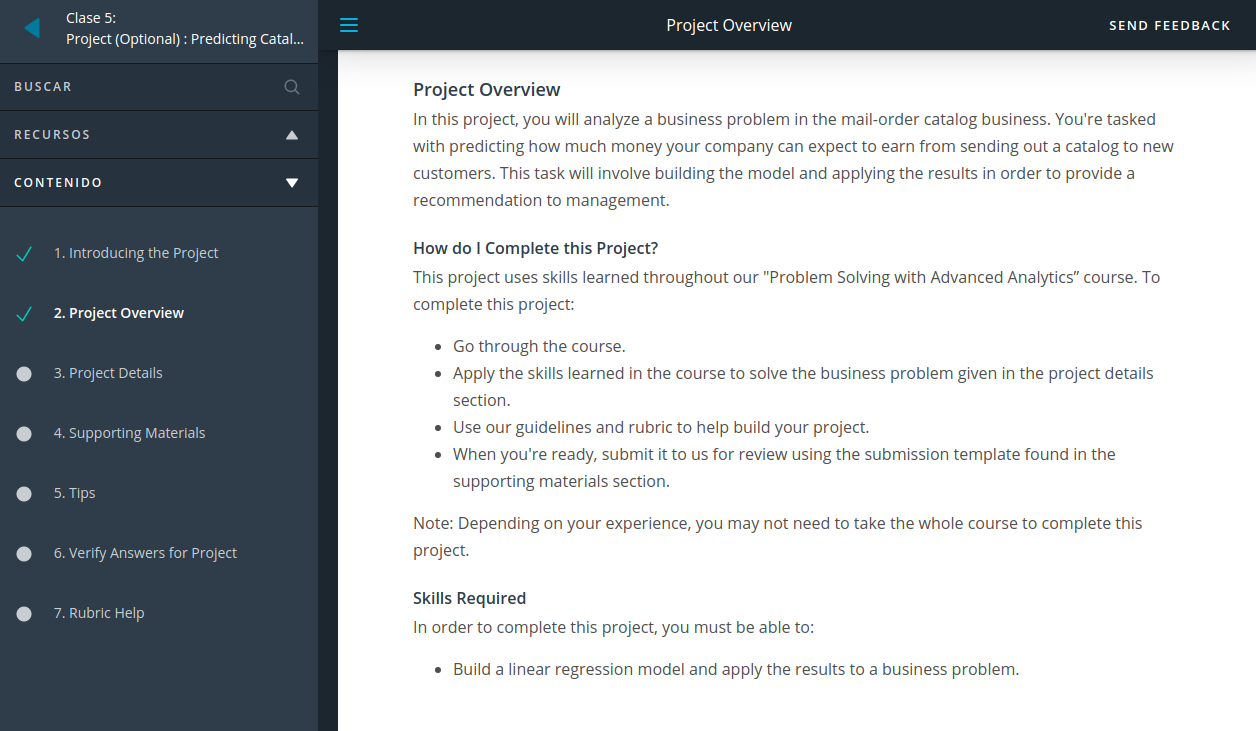 Clase 5:
Project (Optional) : Predicting Catal...
BUSCAR
RECURSOS
CONTENIDO
1. Introducing the Project
2. Project Overview
3. Project Details
4. Supporting Materials
5. Tips
6. Verify Answers for Project
7. Rubric Help
Project Overview
SEND FEEDBACK
Project Overview
In this project, you will analyze a business problem in the mail-order catalog business. You're tasked
with predicting how much money your company can expect to earn from sending out a catalog to new
customers. This task will involve building the model and applying the results in order to provide a
recommendation to management.
How do I Complete this Project?
This project uses skills learned throughout our "Problem Solving with Advanced Analytics” course. To
complete this project:
Go through the course.
Apply the skills learned in the course to solve the business problem given in the project details
section.
Use our guidelines and rubric to help build your project.
When you're ready, submit it to us for review using the submission template found in the
supporting materials section.
Note: Depending on your experience, you may not need to take the whole course to complete this
project.
Skills Required
In order to complete this project, you must be able to:
Build a linear regression model and apply the results to a business problem.